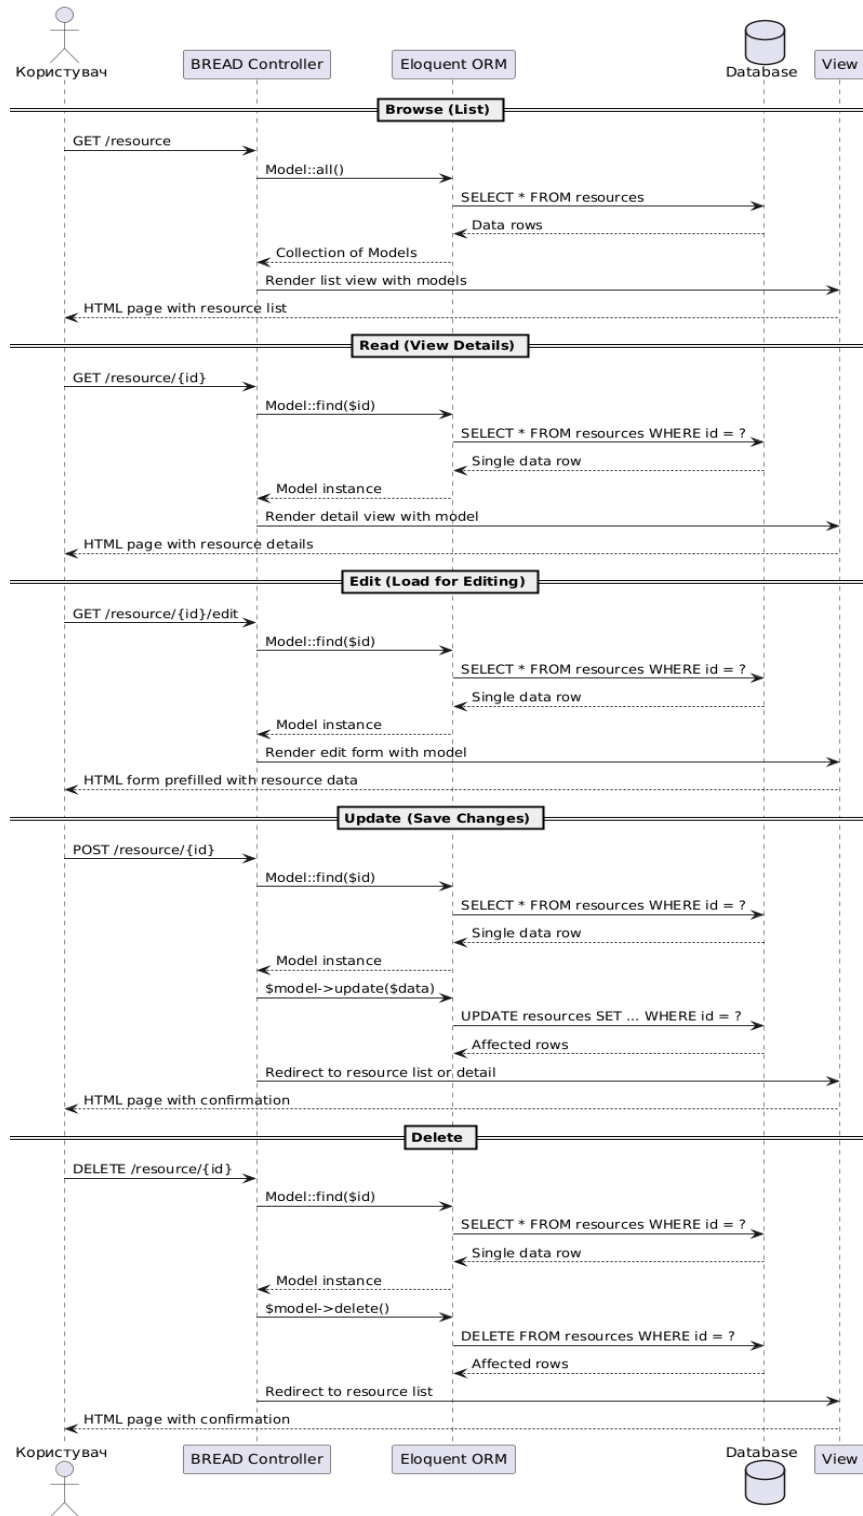 Користувач
BREAD Controller
Eloquent ORM
Database
View
Browse (List)
GET /resource
Model::all()
SELECT * FROM resources
Data rows
Collection of Models
Render list view with models
HTML page with resource list
Read (View Details)
GET /resource/{id}
Model::find($id)
SELECT * FROM resources WHERE id = ?
Single data row
Model instance
Render detail view with model
HTML page with resource details
Edit (Load for Editing)
GET /resource/{id}/edit
Model::find($id)
SELECT * FROM resources WHERE id = ?
Single data row
Model instance
Render edit form with model
HTML form prefilled with resource data
Update (Save Changes)
POST /resource/{id}
Model::find($id)
SELECT * FROM resources WHERE id = ?
Single data row
Model instance
$model->update($data)
UPDATE resources SET ... WHERE id = ?
Affected rows
Redirect to resource list or detail
HTML page with confirmation
Delete
DELETE /resource/{id}
Model::find($id)
SELECT * FROM resources WHERE id = ?
Single data row
Model instance
$model->delete()
DELETE FROM resources WHERE id = ?
Affected rows
Redirect to resource list
HTML page with confirmation
Користувач
BREAD Controller
Eloquent ORM
Database
View